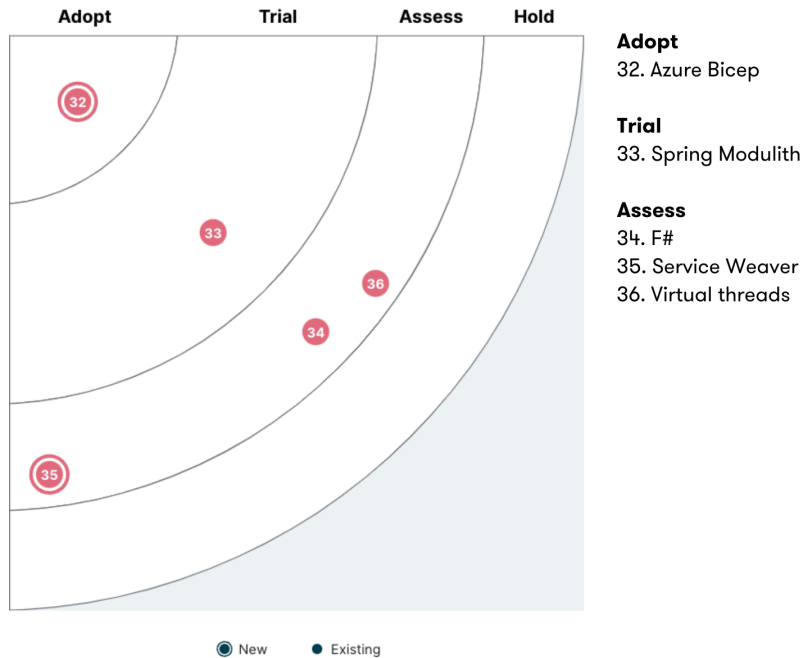 Adopt Trial Assess Hold
32
33
36
34
35
New Existing
Adopt
32. Azure Bicep
Trial
33. Spring Modulith
Assess
34. F#
35. Service Weaver
36. Virtual threads